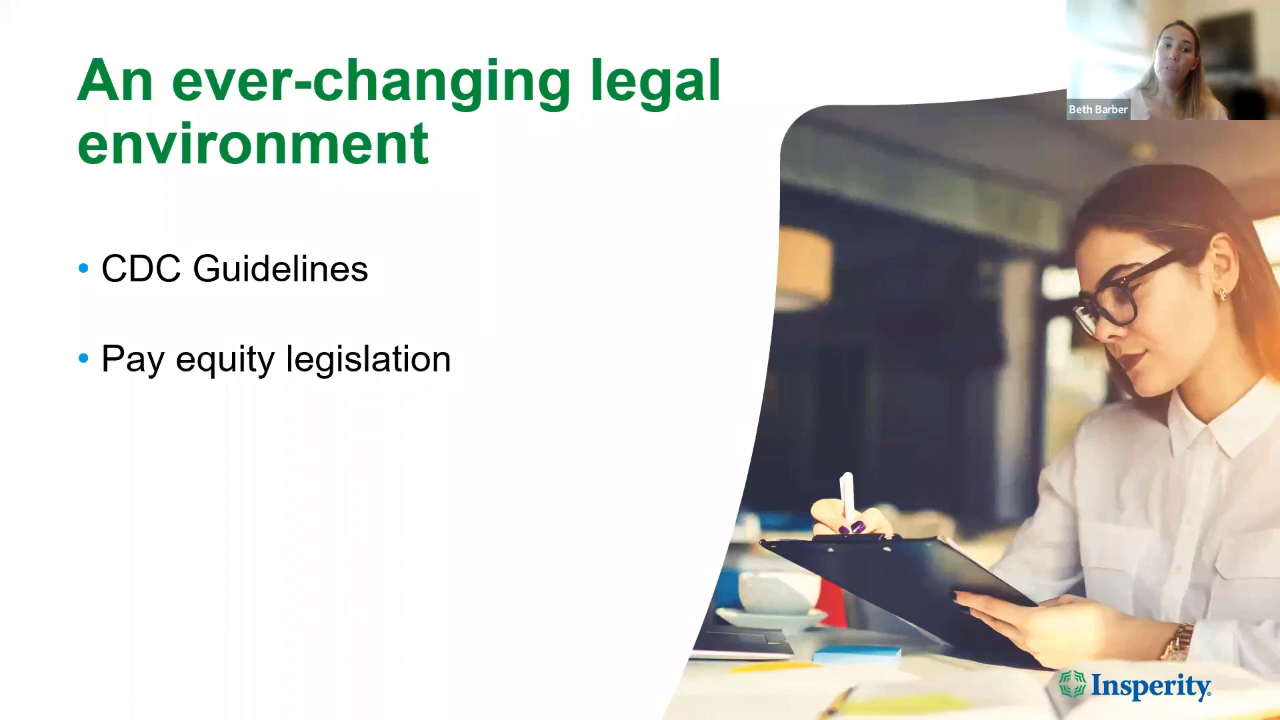 An ever-changing legal
environment
Beth Barber
• CDC Guidelines
• Pay equity legislation
Insperity